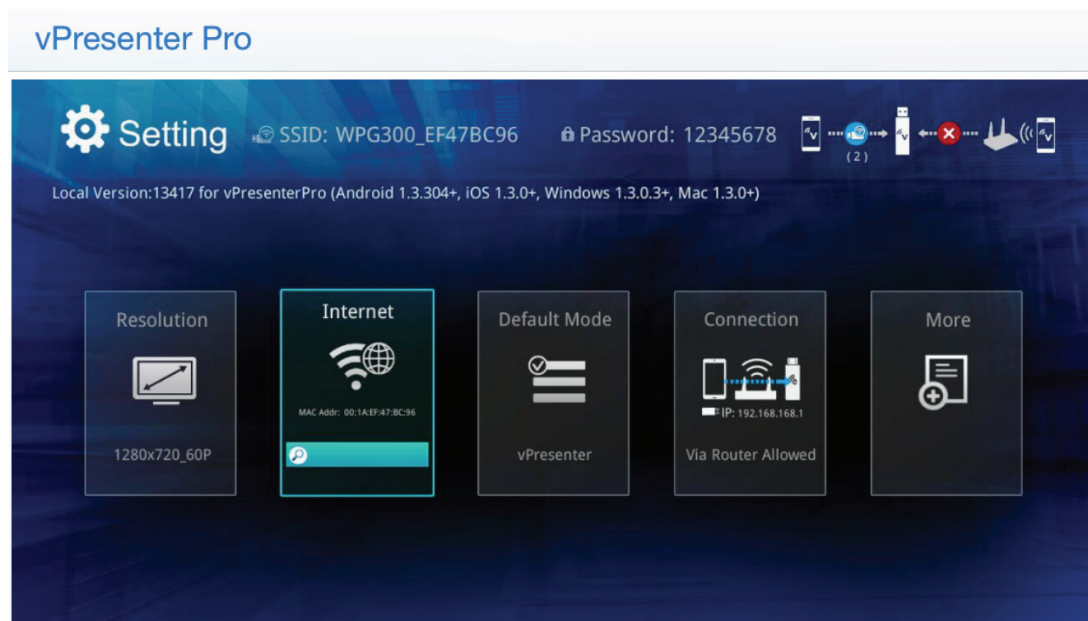 vPresenter Pro
Setting SSID: WPG300_EF47BC96 Password: 12345678
(2)
Local Version:13417 for vPresenterPro (Android 1.3.304+, iOS 1.3.0+, Windows 1.3.0.3+, Mac 1.3.0+)
Resolution
1280x720_60P
Internet
MAC Addr: 00:1A:EF:47:BC:96
Default Mode
vPresenter
Connection
IP: 192.168.168.1
Via Router Allowed
More